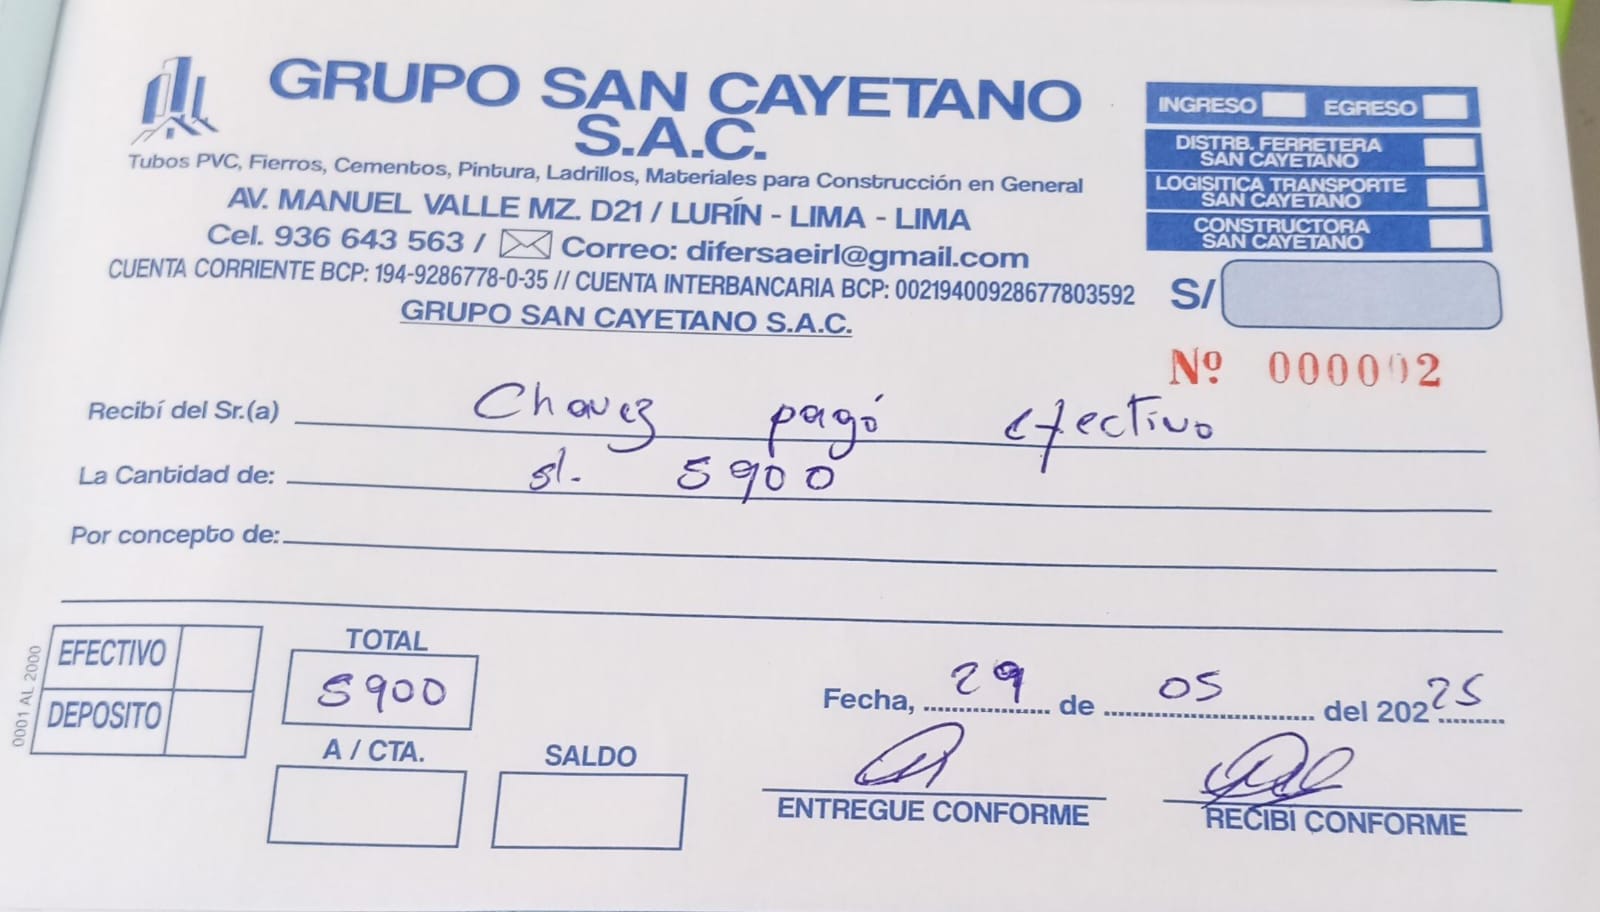 GRUPO SAN CAYETANO
S.A.C.
Tubos PVC, Fierros, Cementos, Pintura, Ladrillos, Materiales para Construcción en General
AV. MANUEL VALLE MZ. D21 / LURÍN - LIMA - LIMA
Cel. 936 643 563 / Correo: difersaeirl@gmail.com
CUENTA CORRIENTE BCP: 194-9286778-0-35 // CUENTA INTERBANCARIA BCP: 00219400928677803592
GRUPO SAN CAYETANO S.A.C.
INGRESO EGRESO
DISTRB. FERRETERA
SAN CAYETANO
LOGISITICA TRANSPORTE
SAN CAYETANO
CONSTRUCTORA
SAN CAYETANO
S/
Nº 000002
Recibí del Sr.(a) Chavez pagó efectivo
La Cantidad de: s/. 5900
Por concepto de:
0001 AL 2000
EFECTIVO
DEPOSITO
TOTAL
5900
A / CTA.
SALDO
Fecha, 29 de 05 del 20225
ENTREGUE CONFORME
RECIBI CONFORME